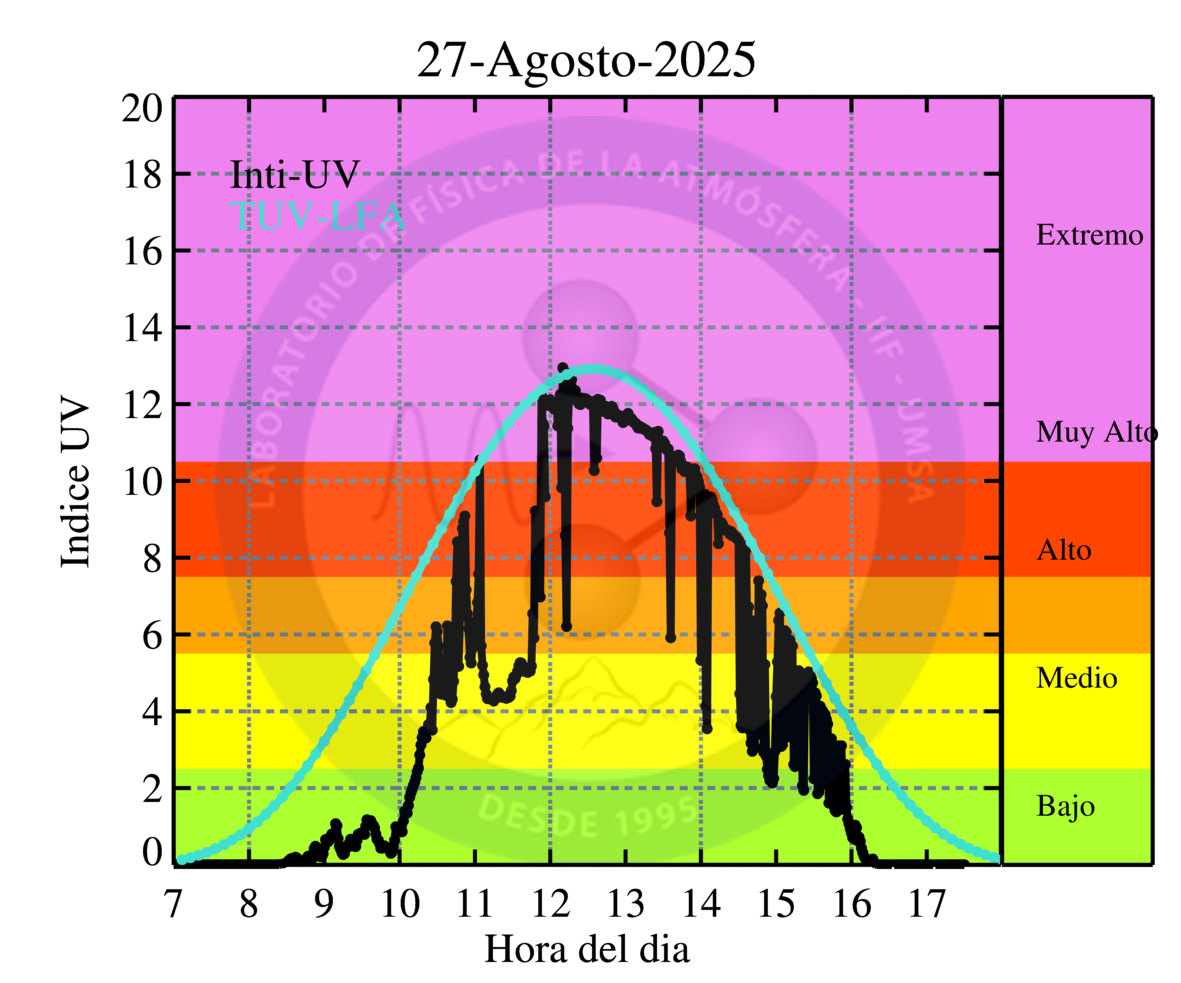 27-Agosto-2025
Indice UV
20
18
16
14
12
10
8
6
4
2
0
Inti-UV
TUV-LFA
LABORATORIO DE FÍSICA DE LA ATMÓSFERA - IIF - UMSA
DESDE 1995
Extremo
Muy Alto
Alto
Medio
Bajo
7 8 9 10 11 12 13 14 15 16 17
Hora del dia